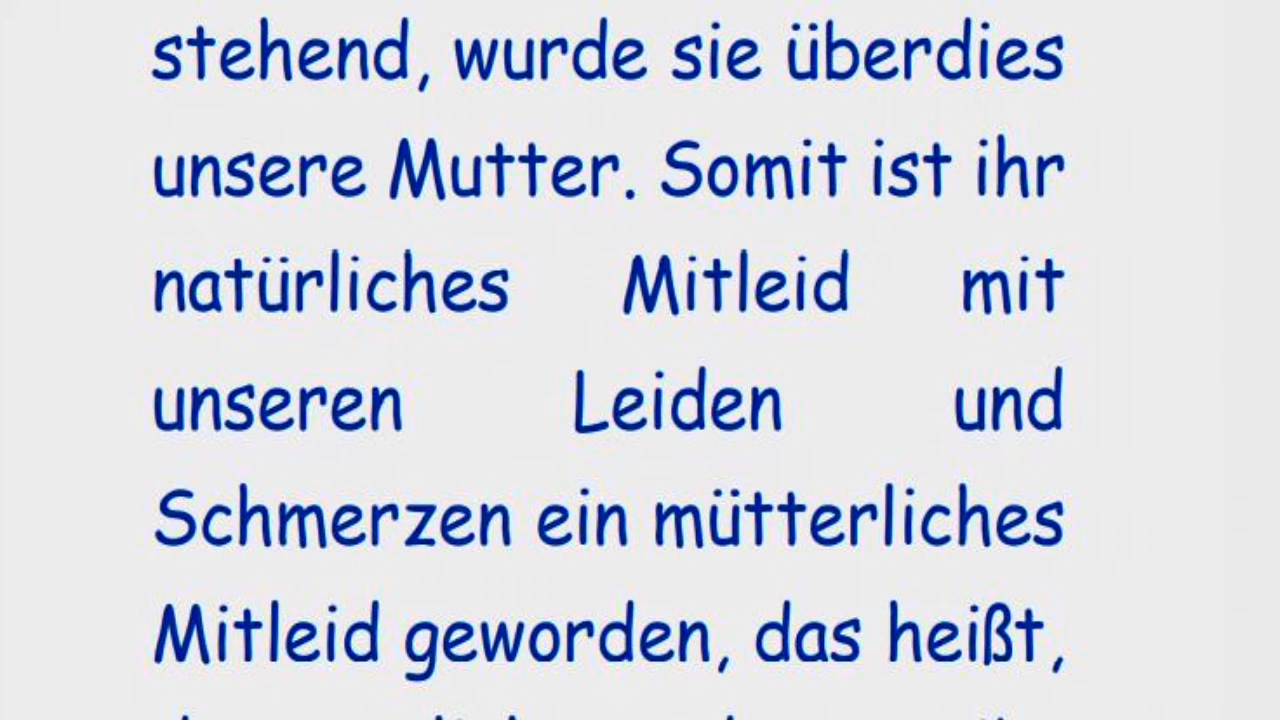 stehend, wurde sie überdies
unsere Mutter. Somit ist ihr
natürliches Mitleid mit
unseren Leiden und
Schmerzen ein mütterliches
Mitleid geworden, das heißt,